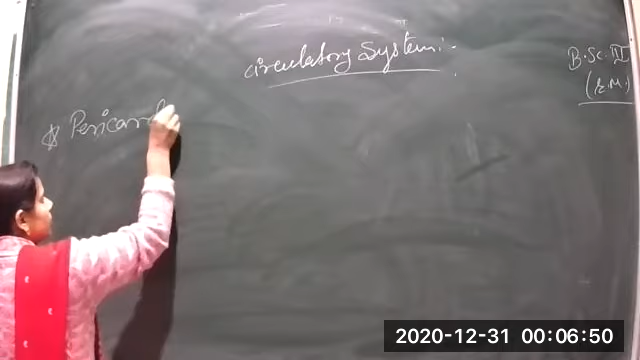 circulatory System:-
B.Sc. III
(E.M.)
* Pericard
2020-12-31 00:06:50